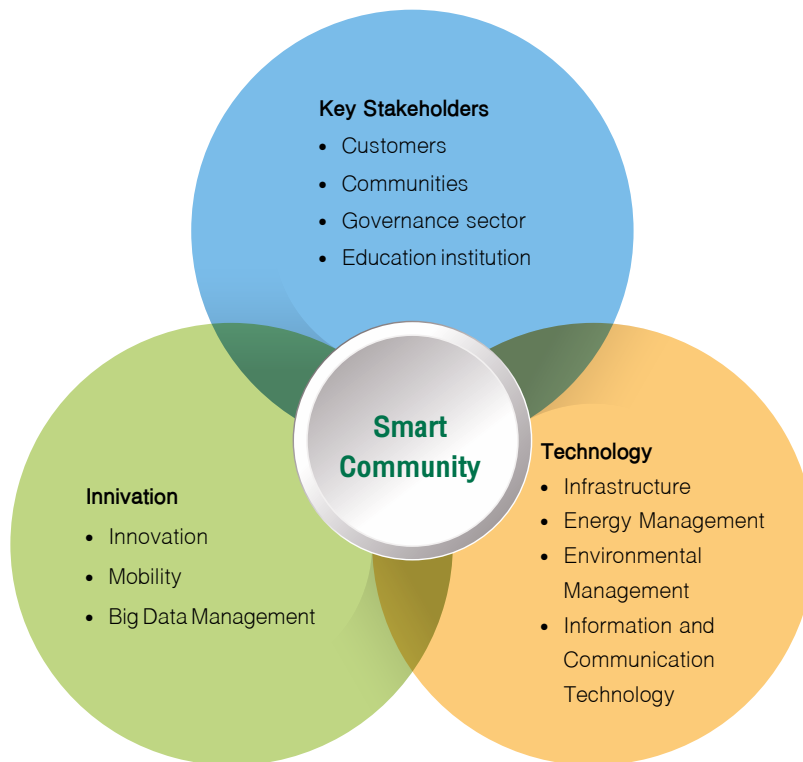 Key Stakeholders
• Customers
• Communities
• Governance sector
• Education institution
Smart
Community
Innivation
• Innovation
• Mobility
• Big Data Management
Technology
• Infrastructure
• Energy Management
• Environmental
Management
• Information and
Communication
Technology